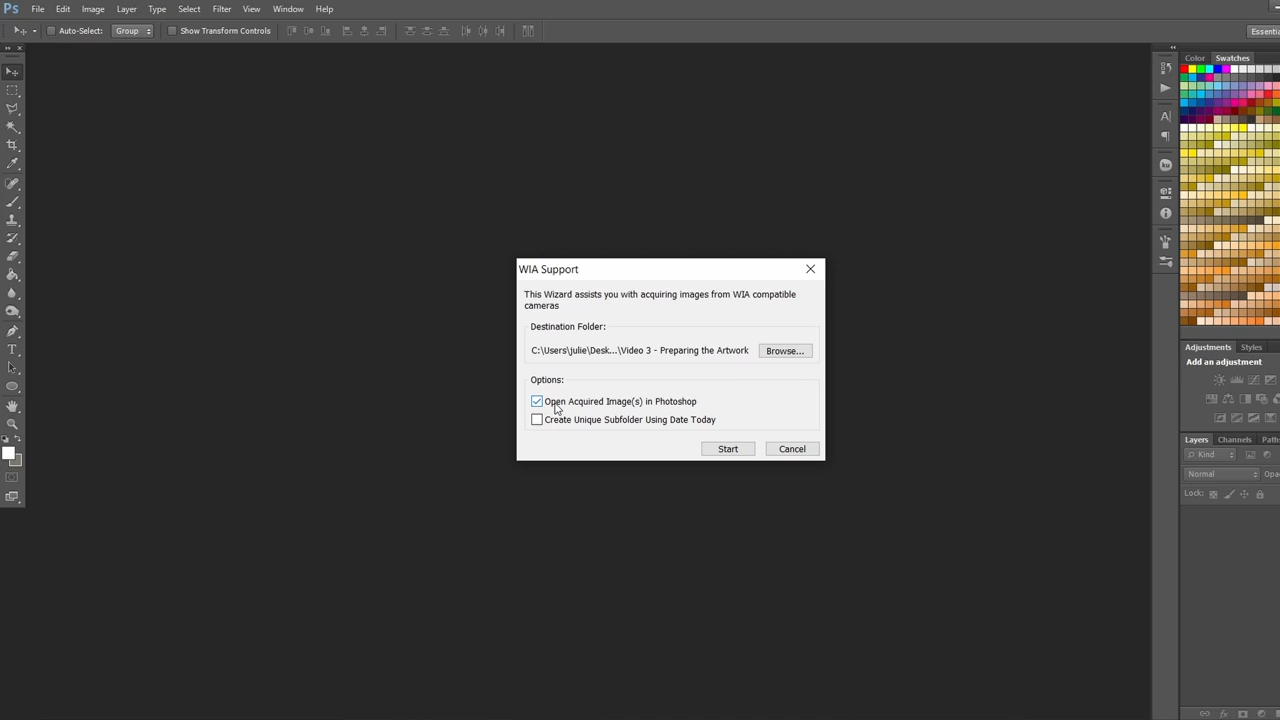 Ps File Edit Image Layer Type Select Filter View Window Help
Auto-Select: Group Show Transform Controls
Essenti
Color Swatches
WIA Support
This Wizard assists you with acquiring images from WIA compatible
cameras
Destination Folder:
C:\Users\julie\Desk...\Video 3 - Preparing the Artwork Browse...
Options:
Open Acquired Image(s) in Photoshop
Create Unique Subfolder Using Date Today
Start Cancel
Adjustments Styles
Add an adjustment
Layers Channels Path
Kind
Normal Opa
Lock: